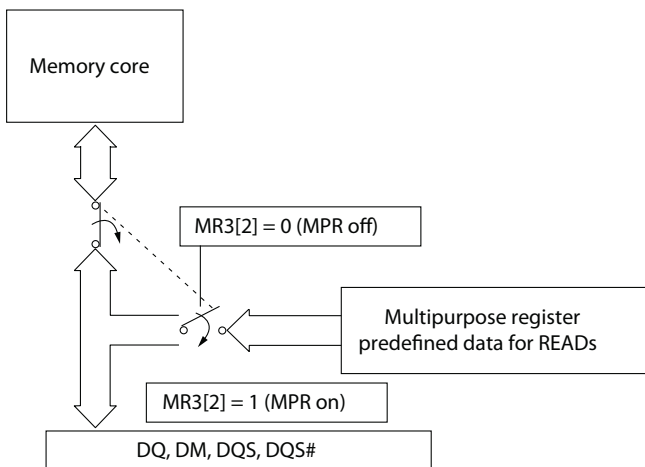 Memory core
MR3[2] = 0 (MPR off)
Multipurpose register
predefined data for READs
MR3[2] = 1 (MPR on)
DQ, DM, DQS, DQS#